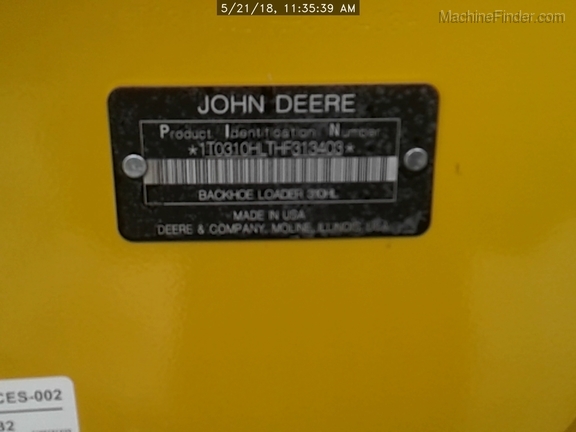 5/21/18, 11:35:39 AM
MachineFinder.com
JOHN DEERE
Product Identification Number
*1T0310HLTHF313403*
BACKHOE LOADER 310HL
MADE IN USA
DEERE & COMPANY, MOLINE, ILLINOIS U.S.A.
CES-002
32